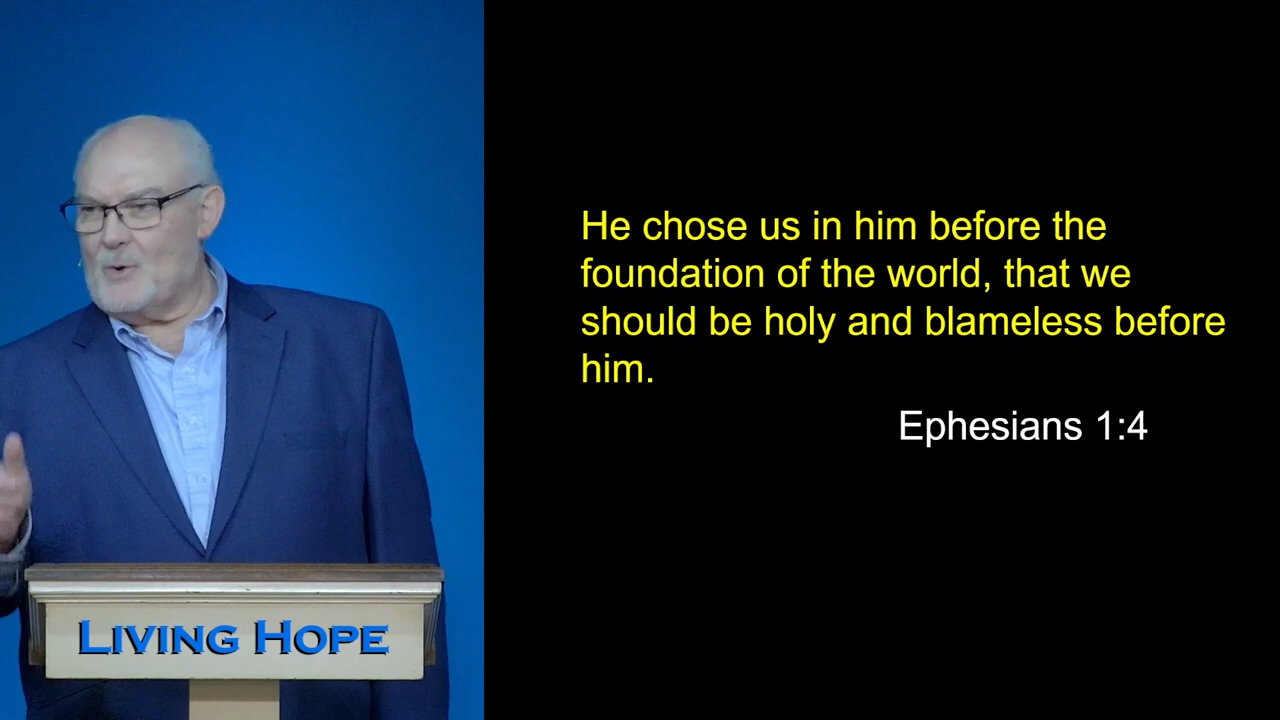 He chose us in him before the
foundation of the world, that we
should be holy and blameless before
him.
Ephesians 1:4
LIVING HOPE